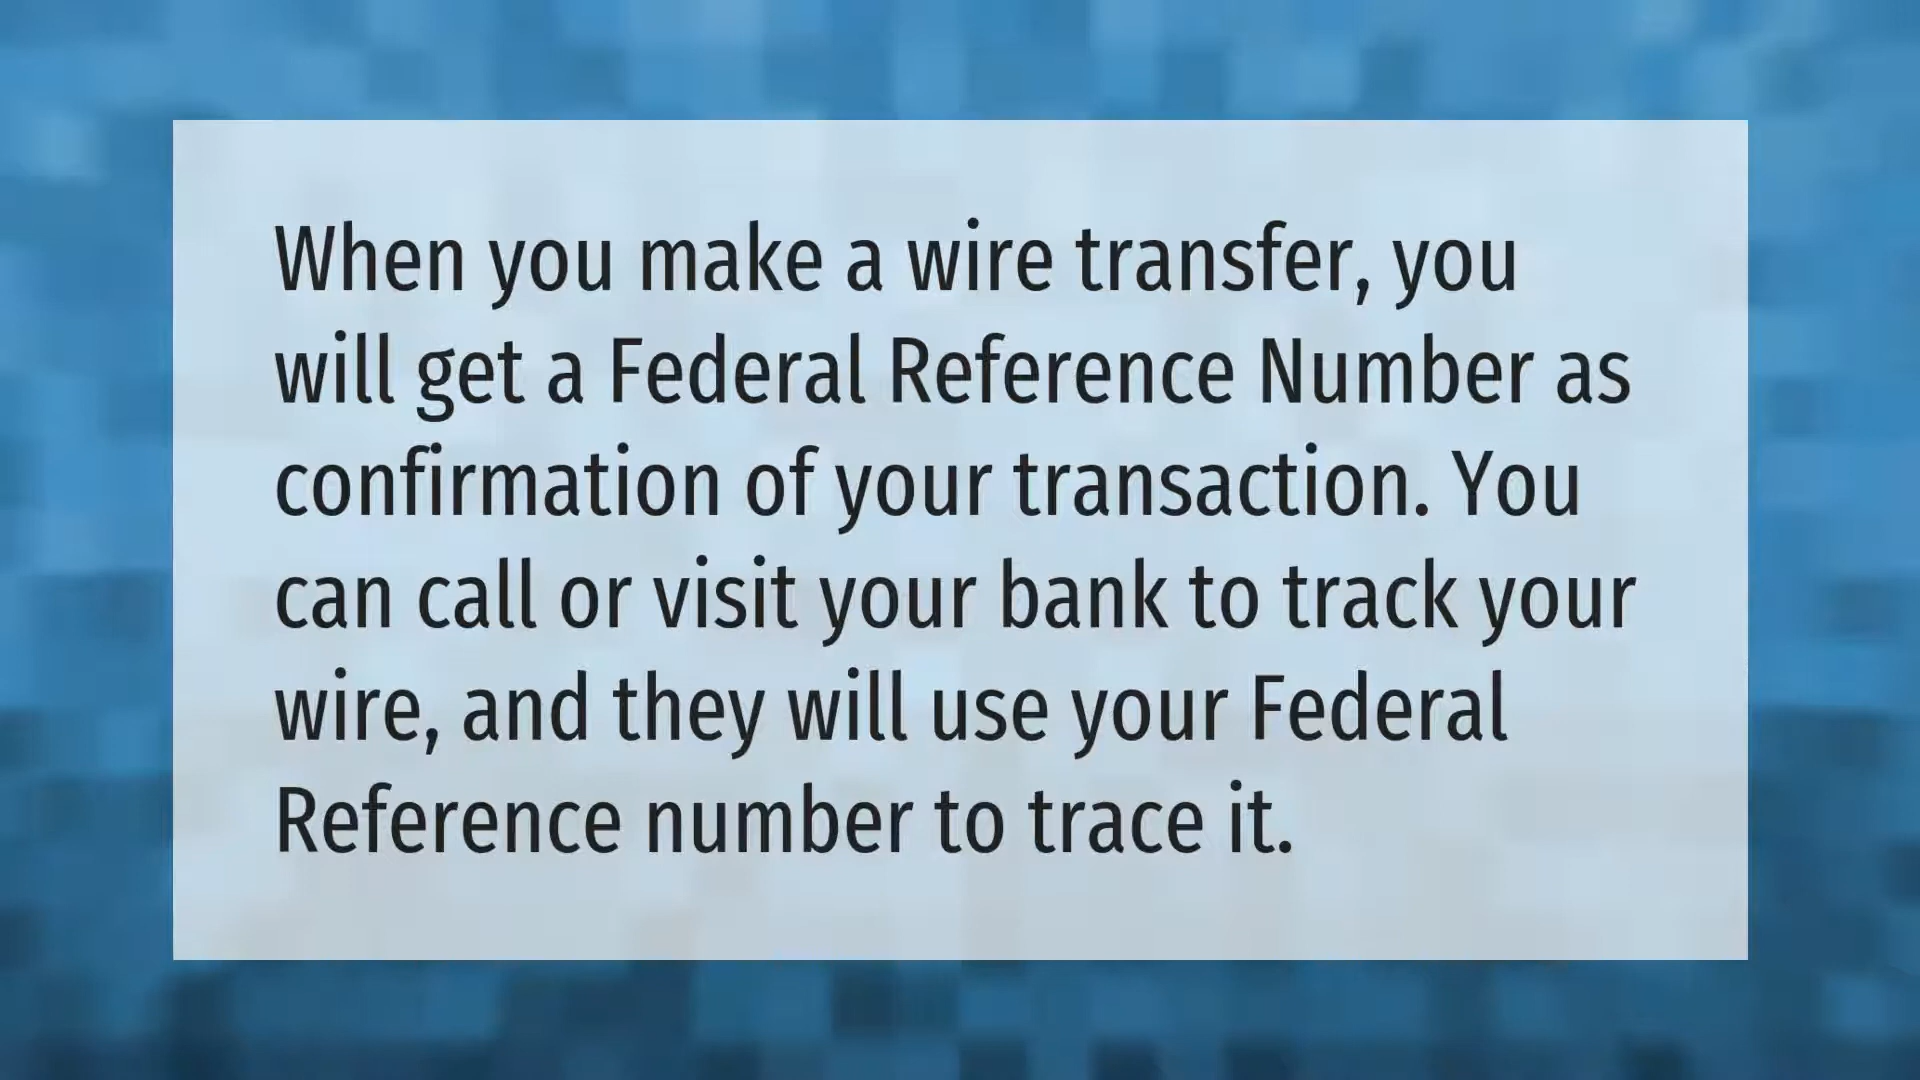 When you make a wire transfer, you
will get a Federal Reference Number as
confirmation of your transaction. You
can call or visit your bank to track your
wire, and they will use your Federal
Reference number to trace it.